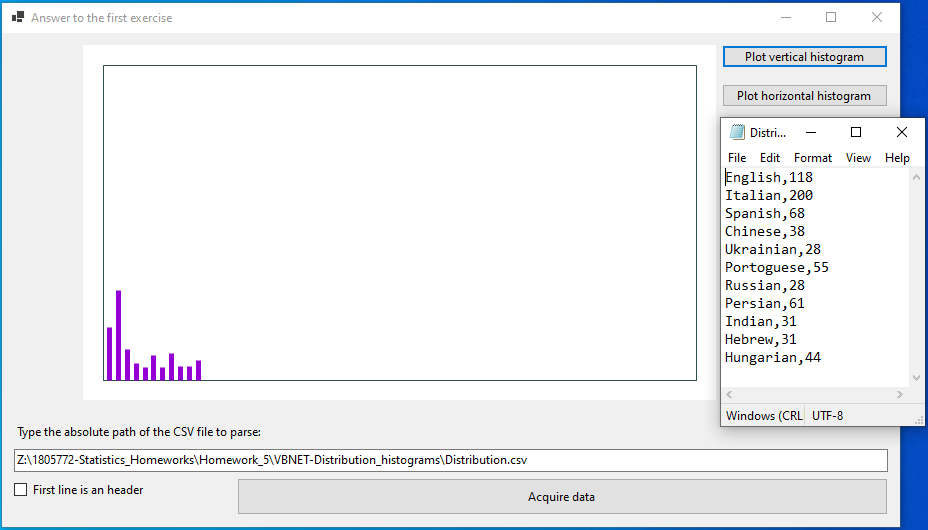 Answer to the first exercise
Plot vertical histogram
Plot horizontal histogram
Distri...
File Edit Format View Help
English,118
Italian,200
Spanish,68
Chinese,38
Ukrainian,28
Portoguese,55
Russian,28
Persian,61
Indian,31
Hebrew,31
Hungarian,44
Windows (CRL UTF-8
Type the absolute path of the CSV file to parse:
Z:\1805772-Statistics_Homeworks\Homework_5\VBNET-Distribution_histograms\Distribution.csv
First line is an header
Acquire data